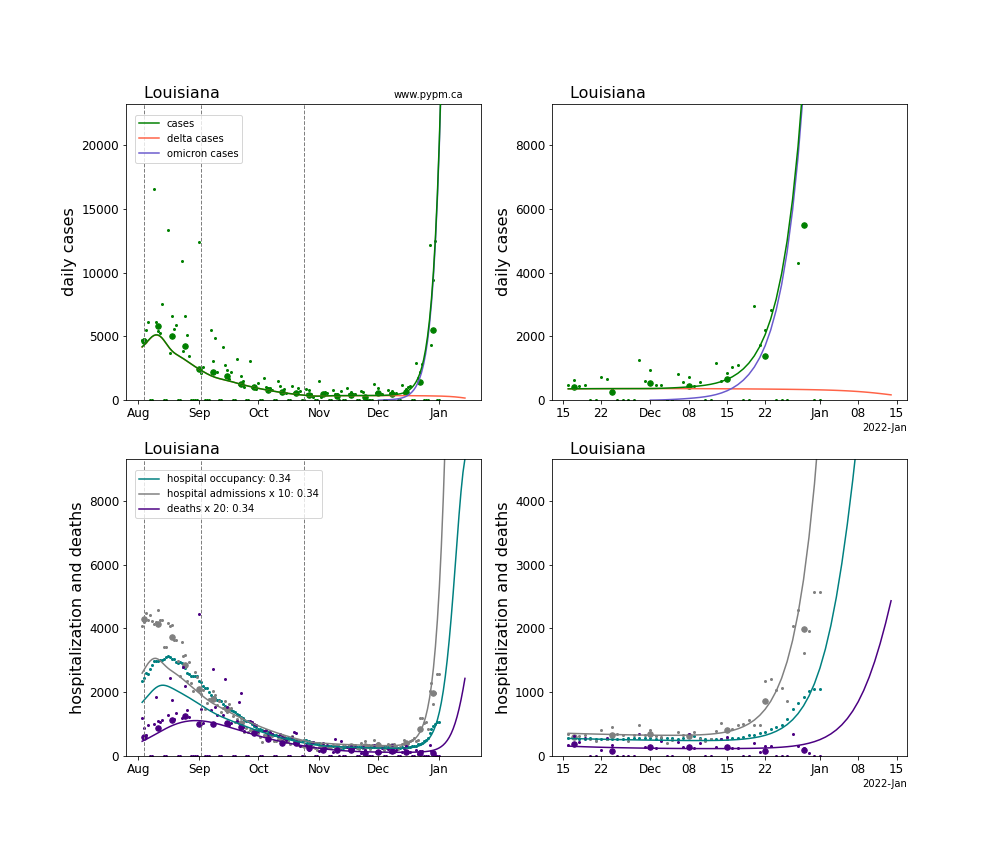 Louisiana
www.pypm.ca
cases
delta cases
omicron cases
daily cases
20000
15000
10000
5000
0
Aug Sep Oct Nov Dec Jan
Louisiana
daily cases
8000
6000
4000
2000
0
15 22 Dec 08 15 22 Jan 08 15
2022-Jan
Louisiana
hospital occupancy: 0.34
hospital admissions x 10: 0.34
deaths x 20: 0.34
hospitalization and deaths
8000
6000
4000
2000
0
Aug Sep Oct Nov Dec Jan
Louisiana
hospitalization and deaths
4000
3000
2000
1000
0
15 22 Dec 08 15 22 Jan 08 15
2022-Jan